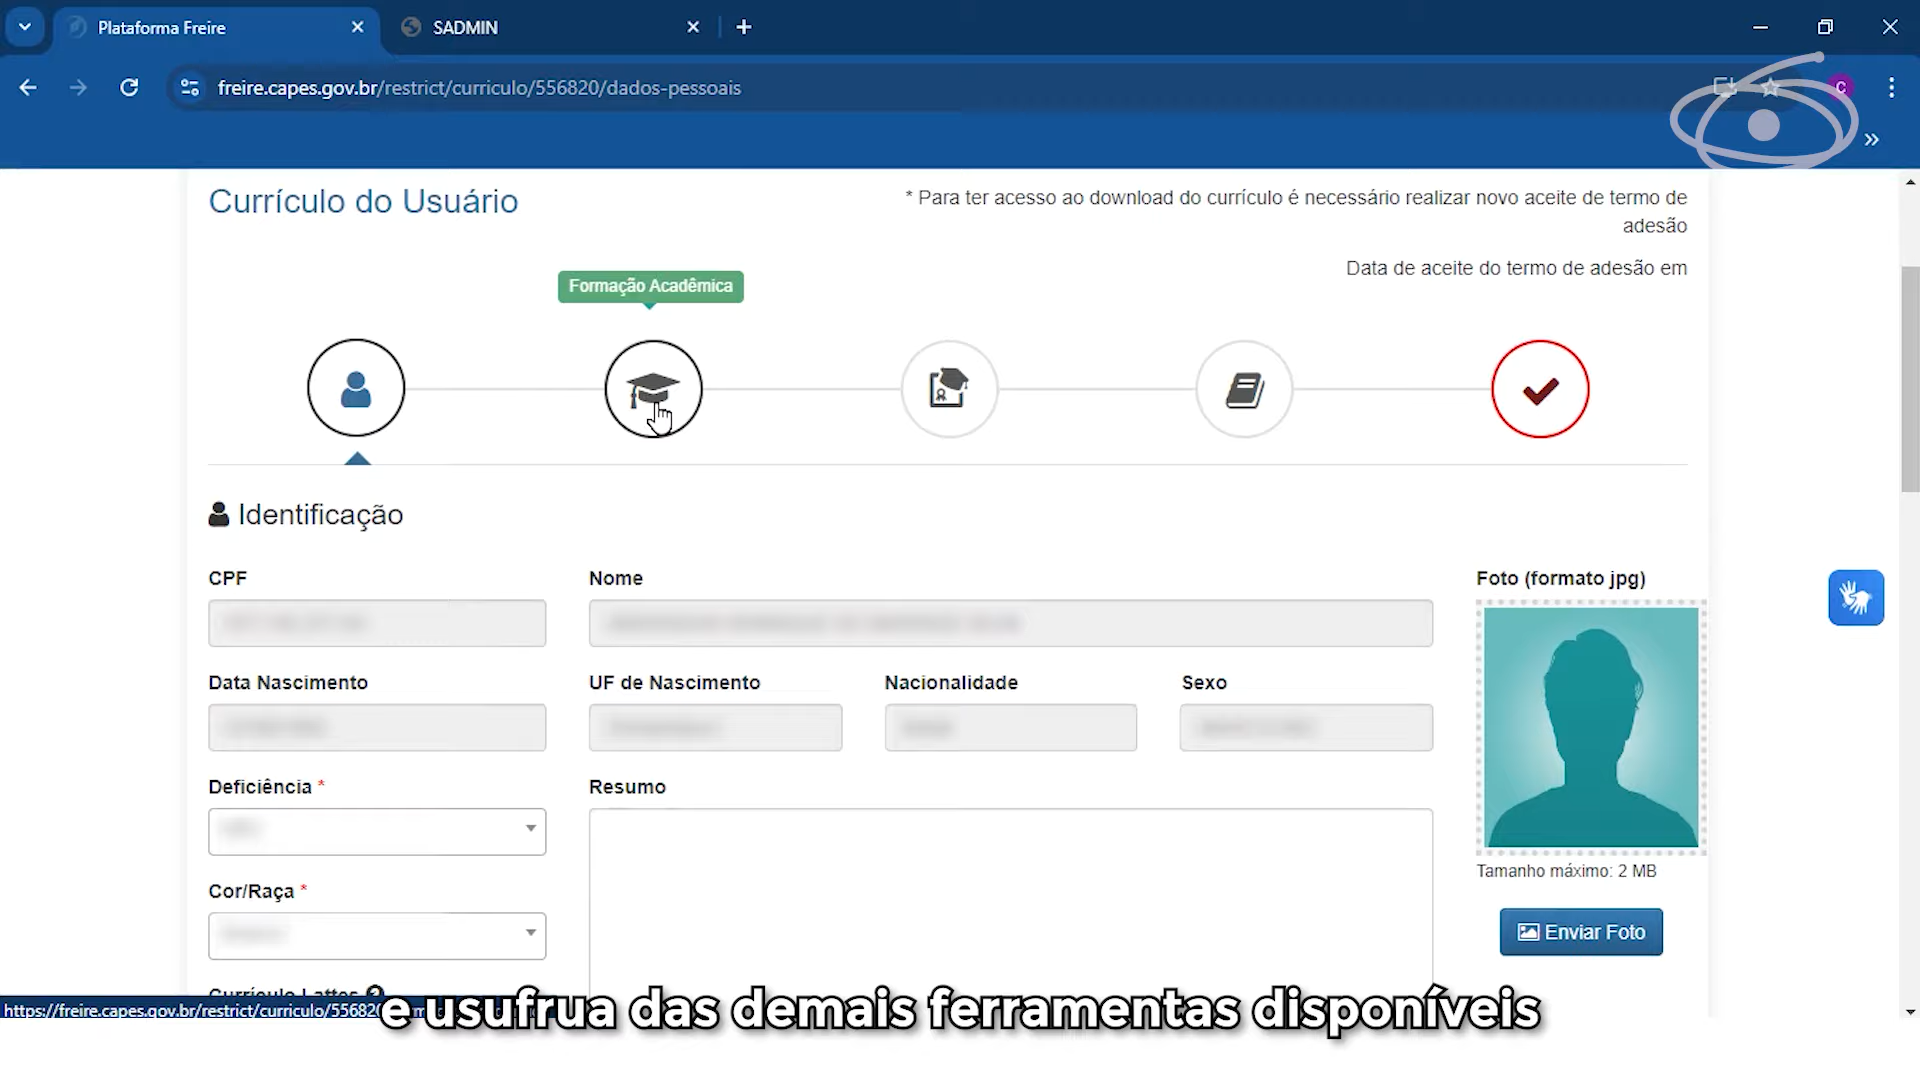 Plataforma Freire
SADMIN
freire.capes.gov.br/restrict/curriculo/556820/dados-pessoais
C
Currículo do Usuário
* Para ter acesso ao download do currículo é necessário realizar novo aceite de termo de
adesão
Data de aceite do termo de adesão em
Formação Acadêmica
Identificação
CPF
Nome
Foto (formato jpg)
Data Nascimento
UF de Nascimento
Nacionalidade
Sexo
Deficiência *
Resumo
Tamanho máximo: 2 MB
Cor/Raça *
Enviar Foto
Currículo Lattes
https://freire.capes.gov.br/restrict/curriculo/55682
e usufrua das demais ferramentas disponíveis